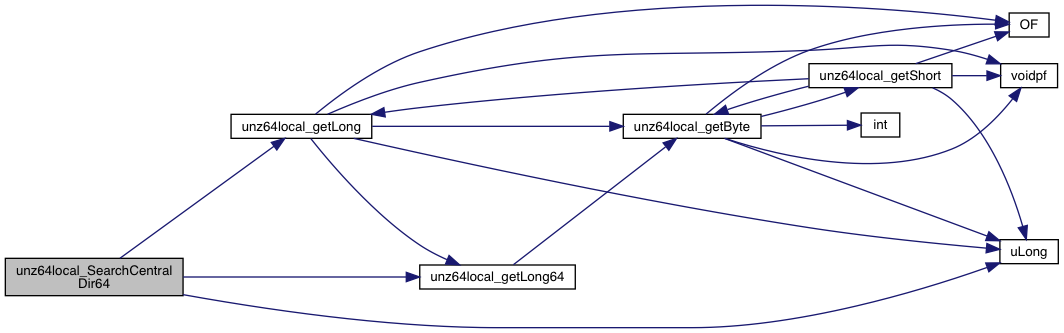 OF
unz64local_getShort
voidpf
unz64local_getLong
unz64local_getByte
int
uLong
unz64local_SearchCentral
Dir64
unz64local_getLong64